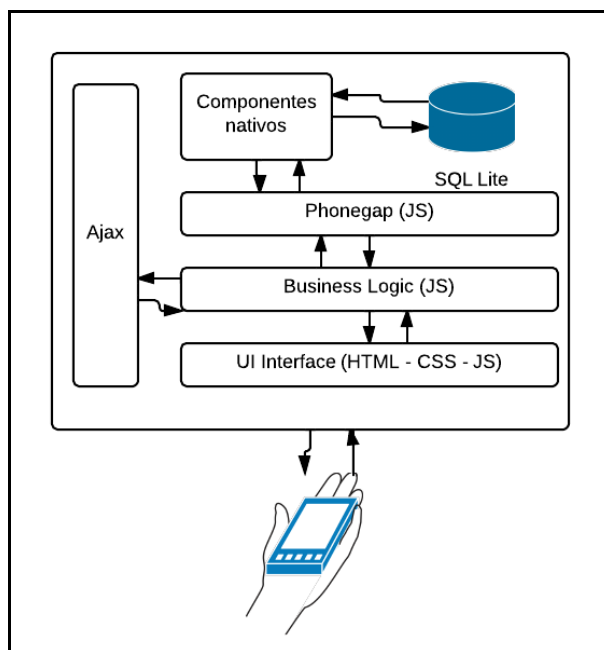 Componentes
nativos
SQL Lite
Phonegap (JS)
Ajax
Business Logic (JS)
UI Interface (HTML - CSS - JS)